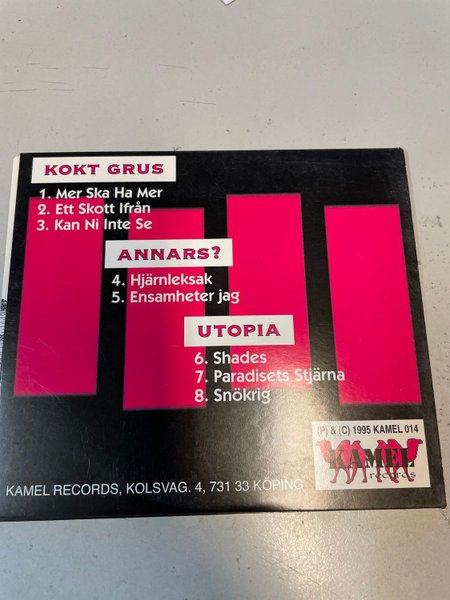 KOKT GRUS
1. Mer Ska Ha Mer
2. Ett Skott Ifrån
3. Kan Ni Inte Se
ANNARS?
4. Hjärnleksak
5. Ensamheter jag
UTOPIA
6. Shades
7. Paradisets Stjärna
8. Snökrig
(P) & (C) 1995 KAMEL 014
KAMEL
records
KAMEL RECORDS, KOLSVAG. 4, 731 33 KÖPING